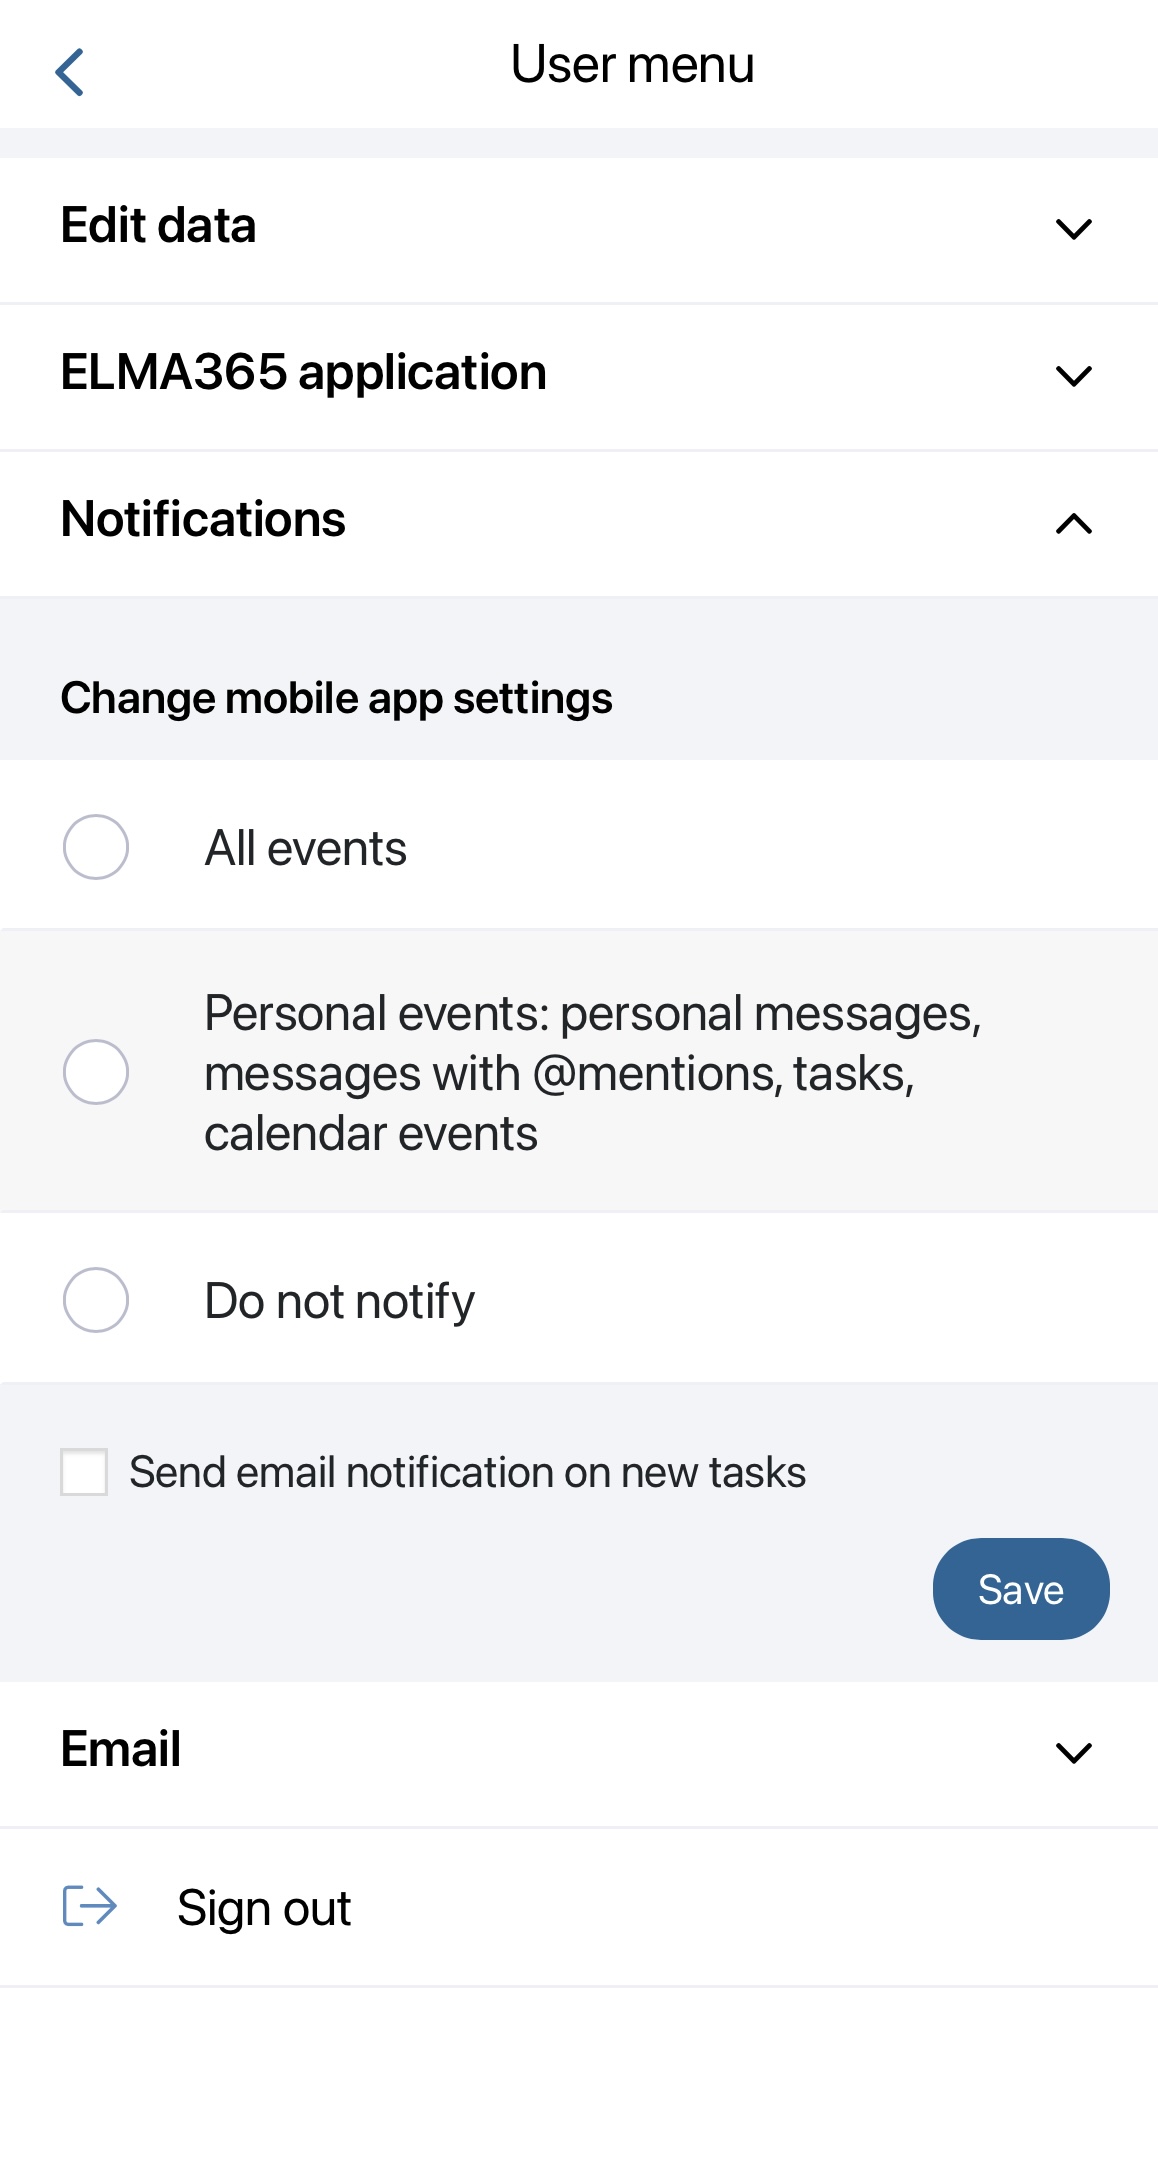 User menu
Edit data
ELMA365 application
Notifications
Change mobile app settings
All events
Personal events: personal messages,
messages with @mentions, tasks,
calendar events
Do not notify
Send email notification on new tasks
Save
Email
Sign out